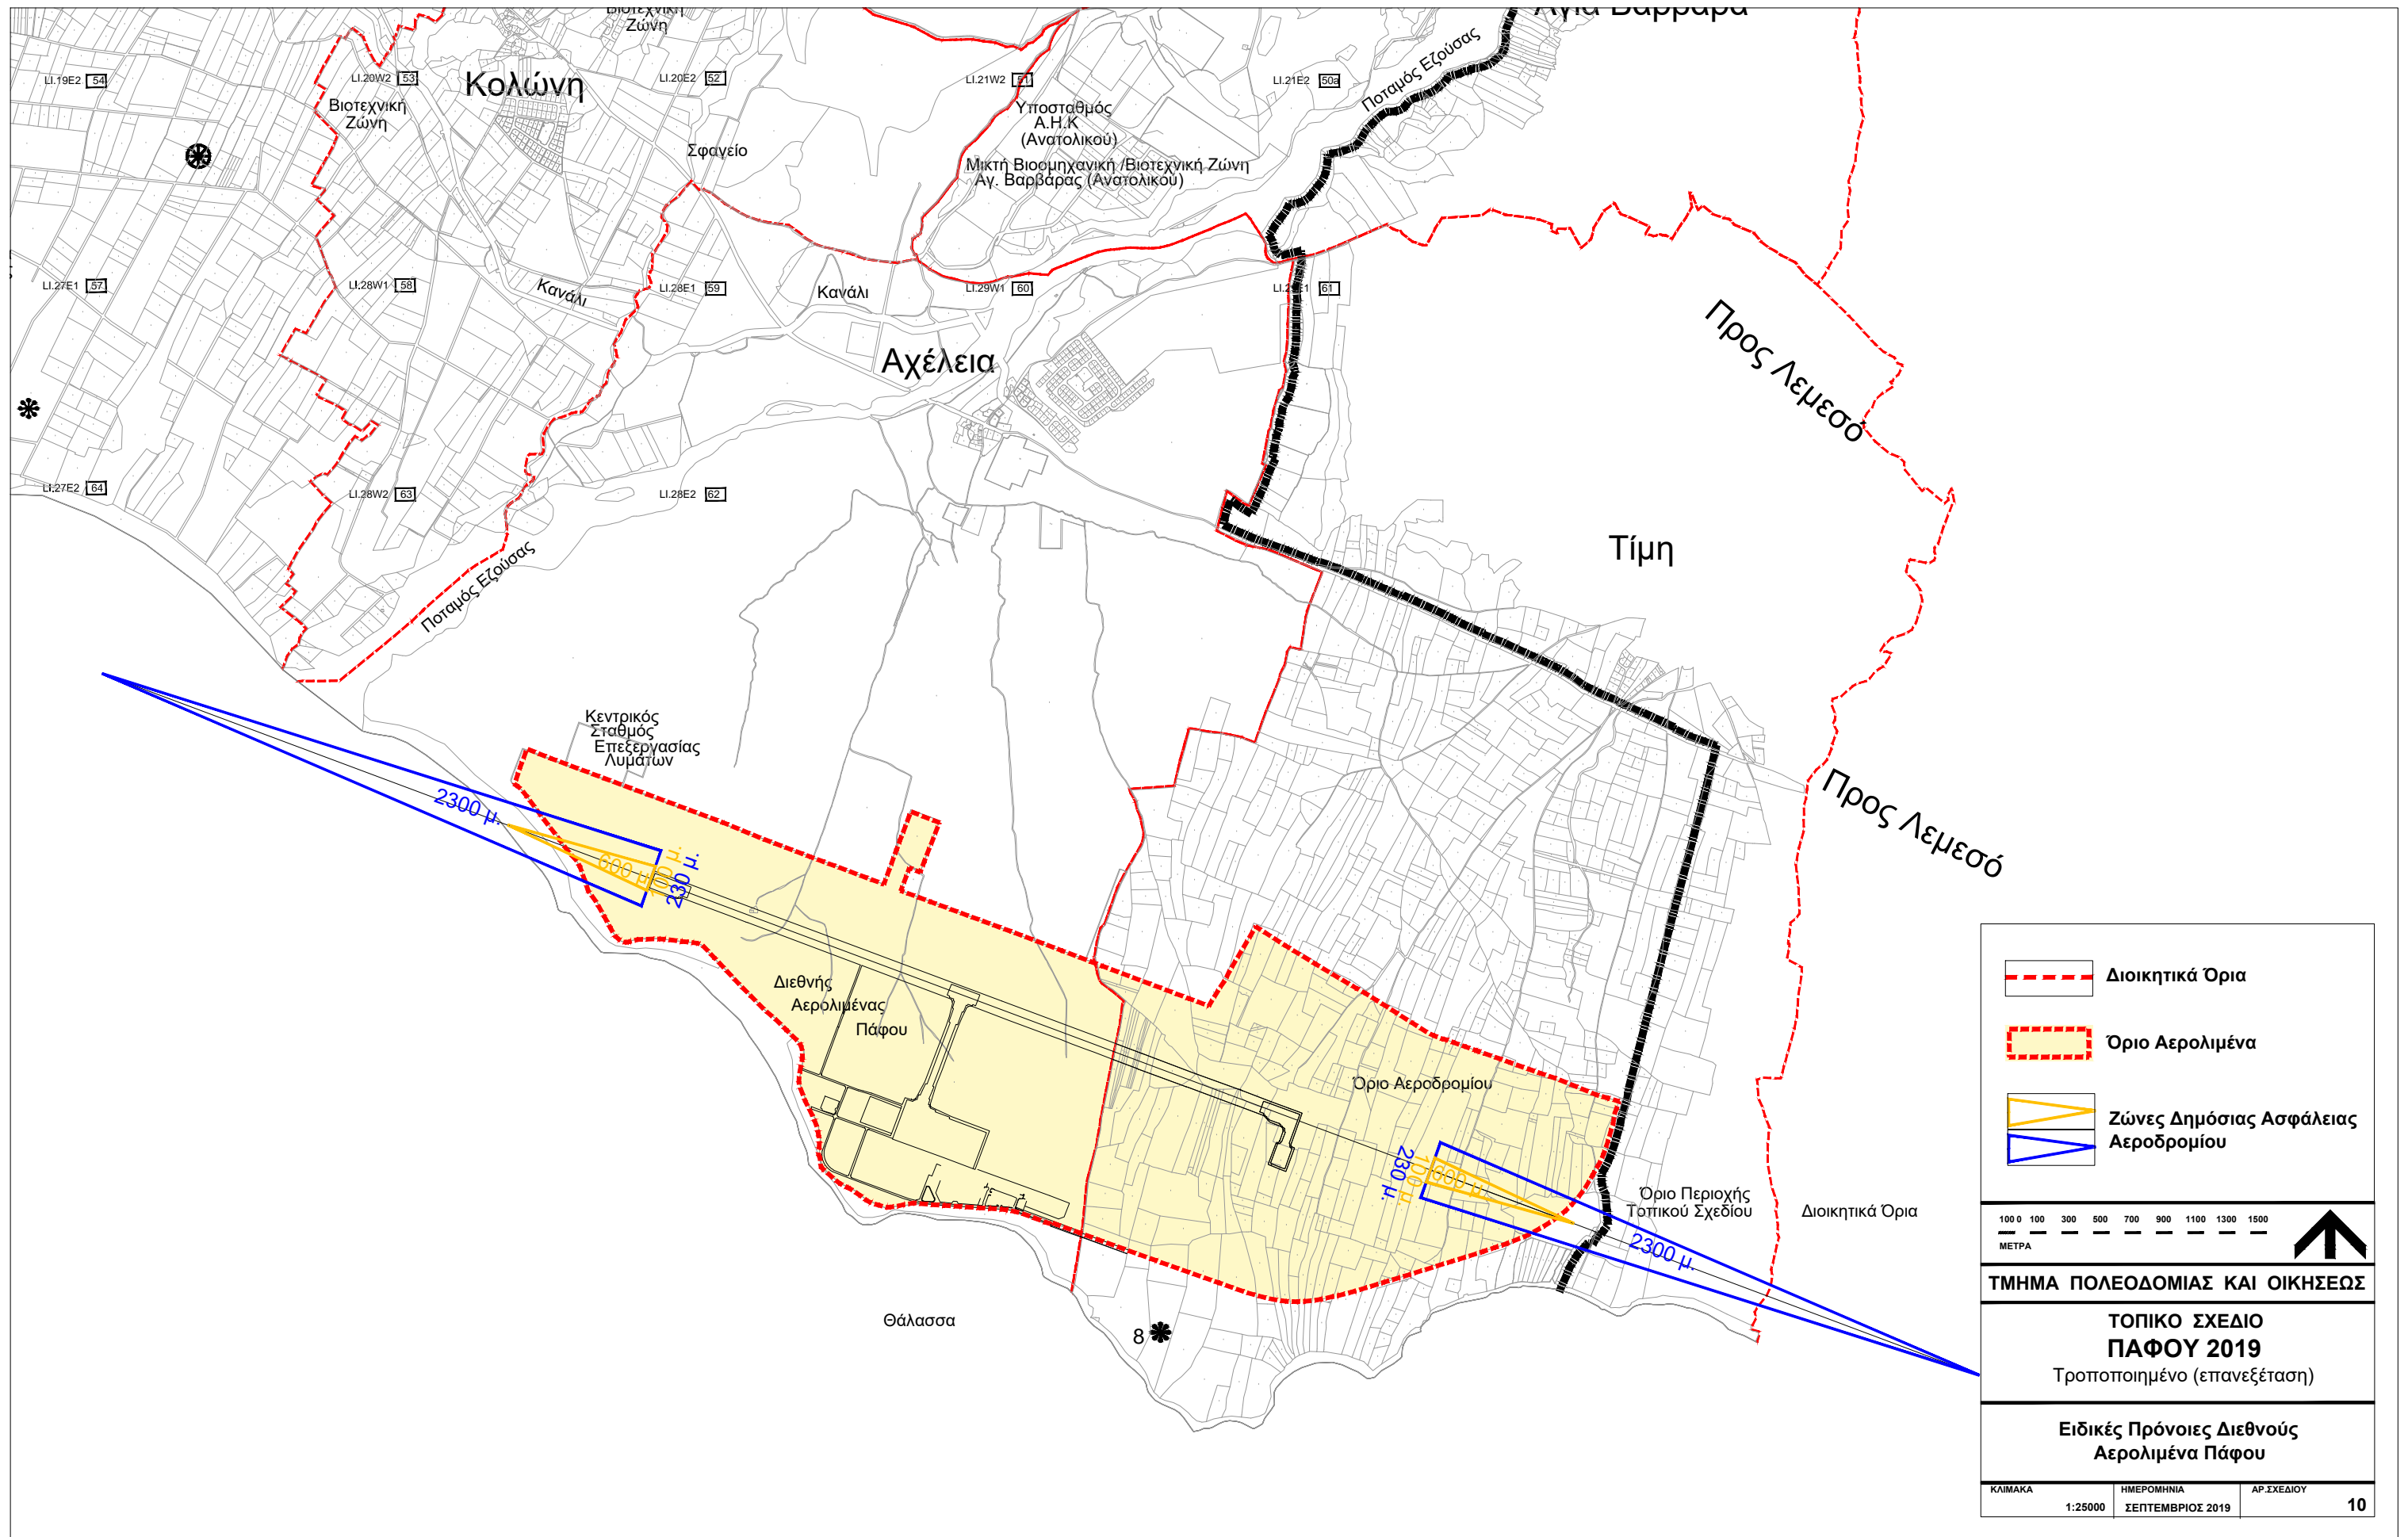 Βιοτεχνική
Ζώνη
Αγία Βαρβάρα
Ποταμός Εζούσας
LI.19E2 54
LI.20W2 53
Κολώνη
LI.20E2 52
LI.21W2 51
LI.21E2 50a
Βιοτεχνική
Ζώνη
Υποσταθμός
Α.Η.Κ
(Ανατολικού)
Σφαγείο
Μικτή Βιομηχανική /Βιοτεχνική Ζώνη
Αγ. Βαρβάρας (Ανατολικού)
LI.27E1 57
LI.28W1 58
Κανάλι
LI.28E1 59
Κανάλι
LI.29W1 60
LI.29E1 61
Προς Λεμεσό
Αχέλεια
LI.27E2 64
LI.28W2 63
LI.28E2 62
Τίμη
Ποταμός Εζούσας
Κεντρικός
Σταθμός
Επεξεργασίας
Λυμάτων
Προς Λεμεσό
2300 μ.
600 μ.
100 μ.
230 μ.
Διεθνής
Αερολιμένας
Πάφου
Όριο Αεροδρομίου
230 μ.
100 μ.
1000 μ.
2300 μ.
Όριο Περιοχής
Τοπικού Σχεδίου
Διοικητικά Όρια
Θάλασσα
8
Διοικητικά Όρια
Όριο Αερολιμένα
Ζώνες Δημόσιας Ασφάλειας
Αεροδρομίου
100 0 100 300 500 700 900 1100 1300 1500
ΜΕΤΡΑ
ΤΜΗΜΑ ΠΟΛΕΟΔΟΜΙΑΣ ΚΑΙ ΟΙΚΗΣΕΩΣ
ΤΟΠΙΚΟ ΣΧΕΔΙΟ
ΠΑΦΟΥ 2019
Τροποποιημένο (επανεξέταση)
Ειδικές Πρόνοιες Διεθνούς
Αερολιμένα Πάφου
ΚΛΙΜΑΚΑ ΗΜΕΡΟΜΗΝΙΑ ΑΡ.ΣΧΕΔΙΟΥ
1:25000 ΣΕΠΤΕΜΒΡΙΟΣ 2019 10